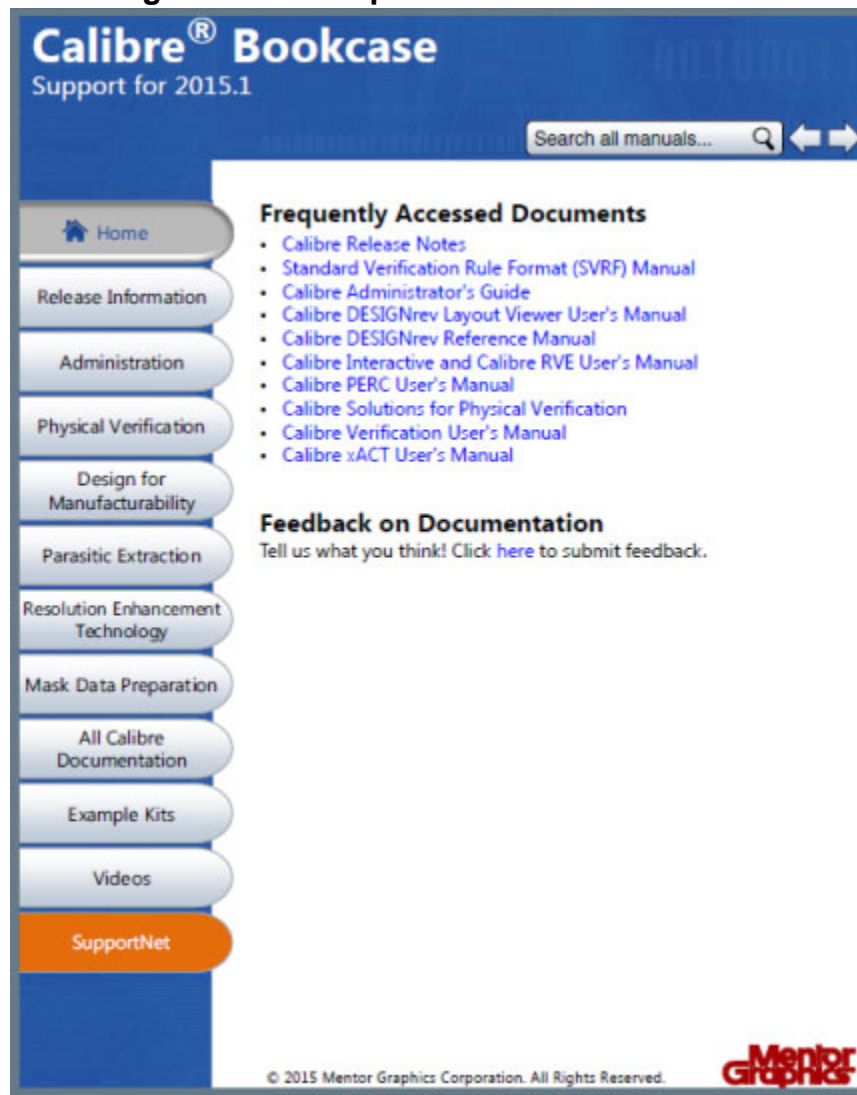 Calibre® Bookcase
Support for 2015.1
Search all manuals...
Home
Release Information
Administration
Physical Verification
Design for
Manufacturability
Parasitic Extraction
Resolution Enhancement
Technology
Mask Data Preparation
All Calibre
Documentation
Example Kits
Videos
SupportNet
Frequently Accessed Documents
• Calibre Release Notes
• Standard Verification Rule Format (SVRF) Manual
• Calibre Administrator's Guide
• Calibre DESIGNrev Layout Viewer User's Manual
• Calibre DESIGNrev Reference Manual
• Calibre Interactive and Calibre RVE User's Manual
• Calibre PERC User's Manual
• Calibre Solutions for Physical Verification
• Calibre Verification User's Manual
• Calibre xACT User's Manual
Feedback on Documentation
Tell us what you think! Click here to submit feedback.
© 2015 Mentor Graphics Corporation. All Rights Reserved.
Mentor
Graphics